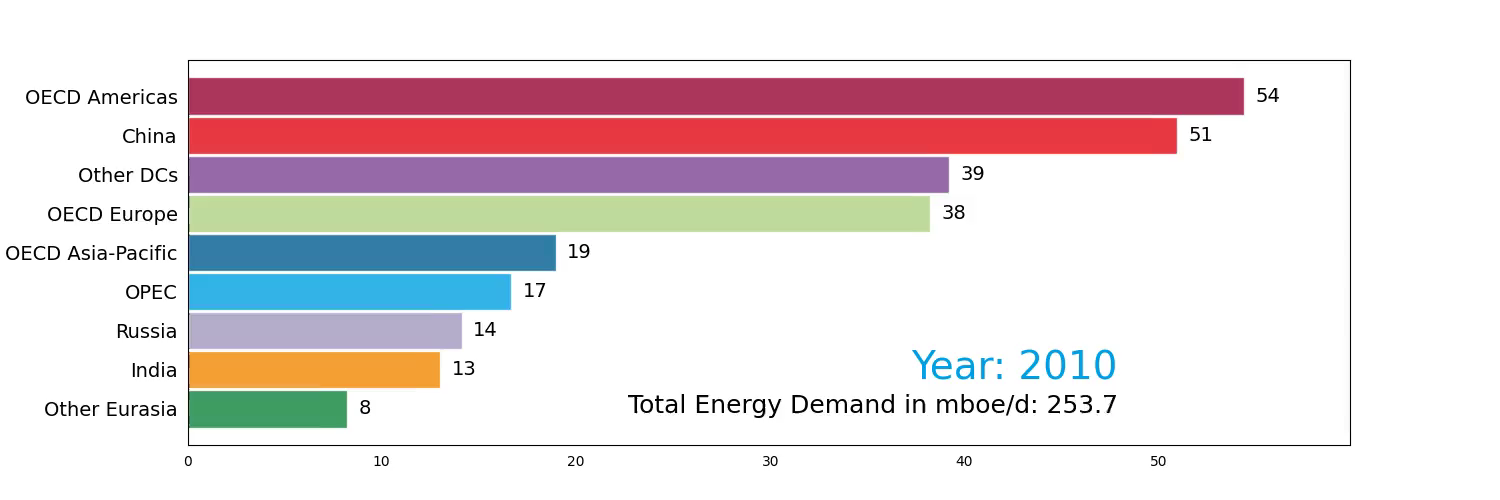 OECD Americas 54
China 51
Other DCs 39
OECD Europe 38
OECD Asia-Pacific 19
OPEC 17
Russia 14
India 13
Year: 2010
Other Eurasia 8
Total Energy Demand in mboe/d: 253.7
0 10 20 30 40 50